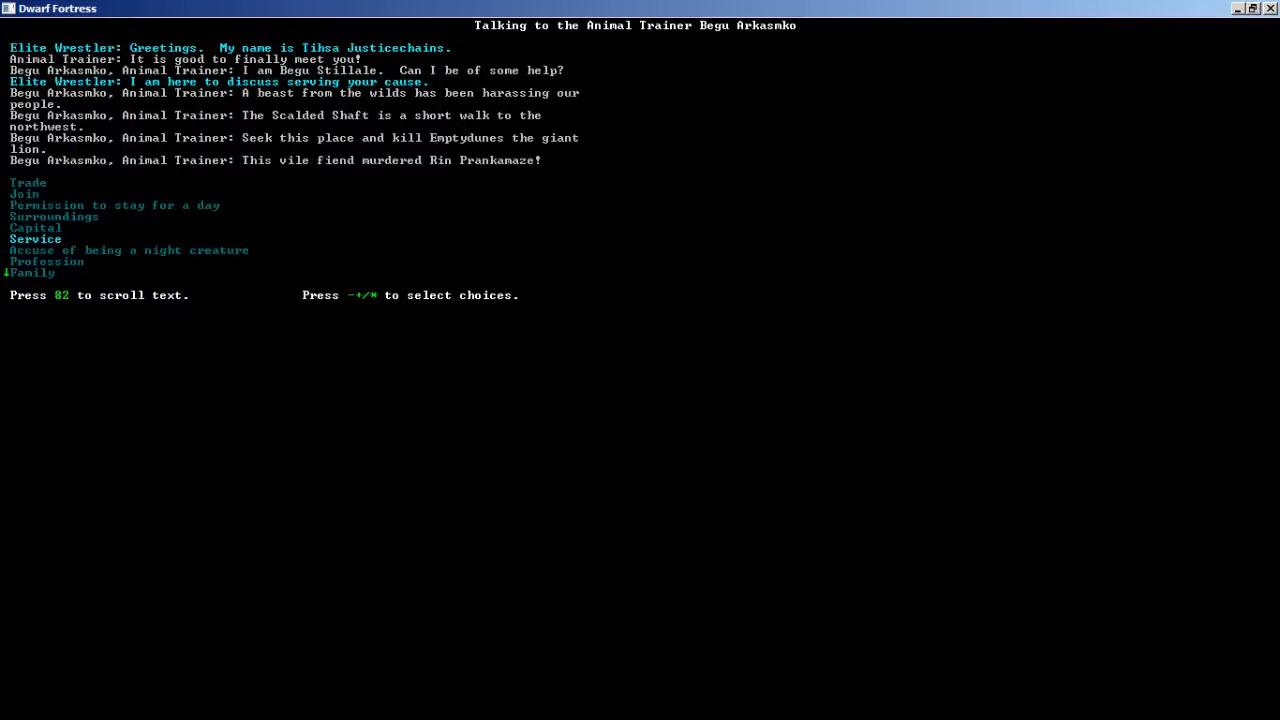 Dwarf Fortress
Talking to the Animal Trainer Begu Arkasmko
Elite Wrestler: Greetings.  My name is Tihsa Justicechains.
Animal Trainer: It is good to finally meet you!
Begu Arkasmko, Animal Trainer: I am Begu Stillale.  Can I be of some help?
Elite Wrestler: I am here to discuss serving your cause.
Begu Arkasmko, Animal Trainer: A beast from the wilds has been harassing our
people.
Begu Arkasmko, Animal Trainer: The Scalded Shaft is a short walk to the
northwest.
Begu Arkasmko, Animal Trainer: Seek this place and kill Emptydunes the giant
lion.
Begu Arkasmko, Animal Trainer: This vile fiend murdered Rin Prankamaze!
Trade
Join
Permission to stay for a day
Surroundings
Capital
Service
Accuse of being a night creature
Profession
↓Family
Press 82 to scroll text.  Press -+/* to select choices.